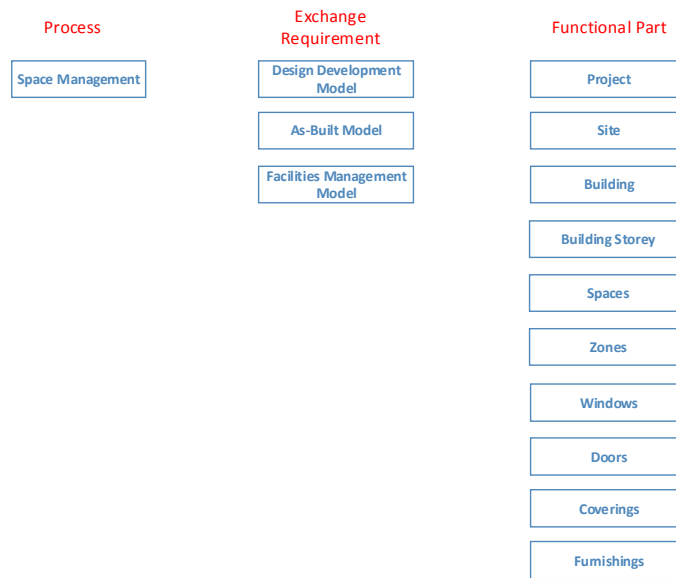 Process
Exchange
Requirement
Functional Part
Space Management
Design Development
Model
As-Built Model
Facilities Management
Model
Project
Site
Building
Building Storey
Spaces
Zones
Windows
Doors
Coverings
Furnishings